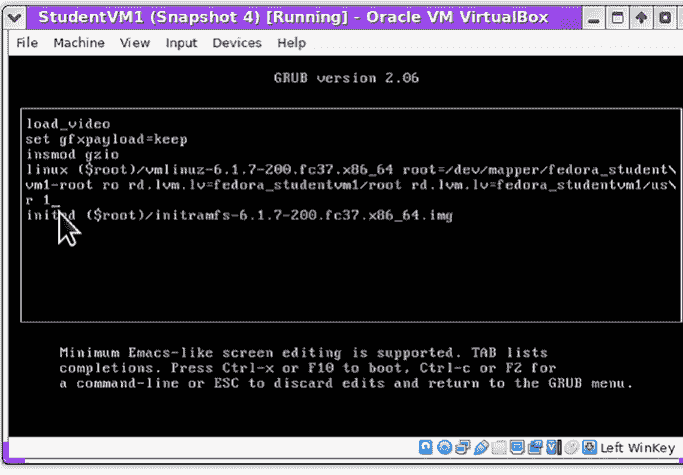 StudentVM1 (Snapshot 4) [Running] - Oracle VM VirtualBox
File Machine View Input Devices Help
GRUB version 2.06
load_video
set gfxpayload=keep
insmod gzio
linux ($root)/vmlinuz-6.1.7-200.fc37.x86_64 root=/dev/mapper/fedora_student\
vm1-root ro rd.lvm.lv=fedora_studentvm1/root rd.lvm.lv=fedora_studentvm1/us\
r 1_
initrd ($root)/initramfs-6.1.7-200.fc37.x86_64.img
Minimum Emacs-like screen editing is supported. TAB lists
completions. Press Ctrl-x or F10 to boot, Ctrl-c or F2 for
a command-line or ESC to discard edits and return to the GRUB menu.
Left WinKey